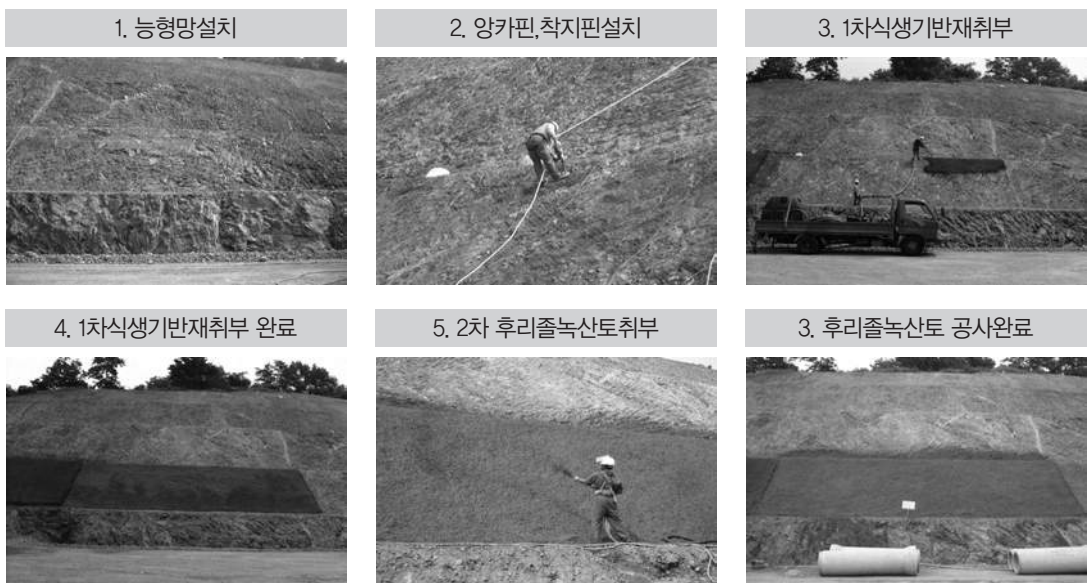 1. 능형망설치
2. 앙카핀,착지핀설치
3. 1차식생기반재취부
4. 1차식생기반재취부 완료
5. 2차 후리졸녹산토취부
3. 후리졸녹산토 공사완료